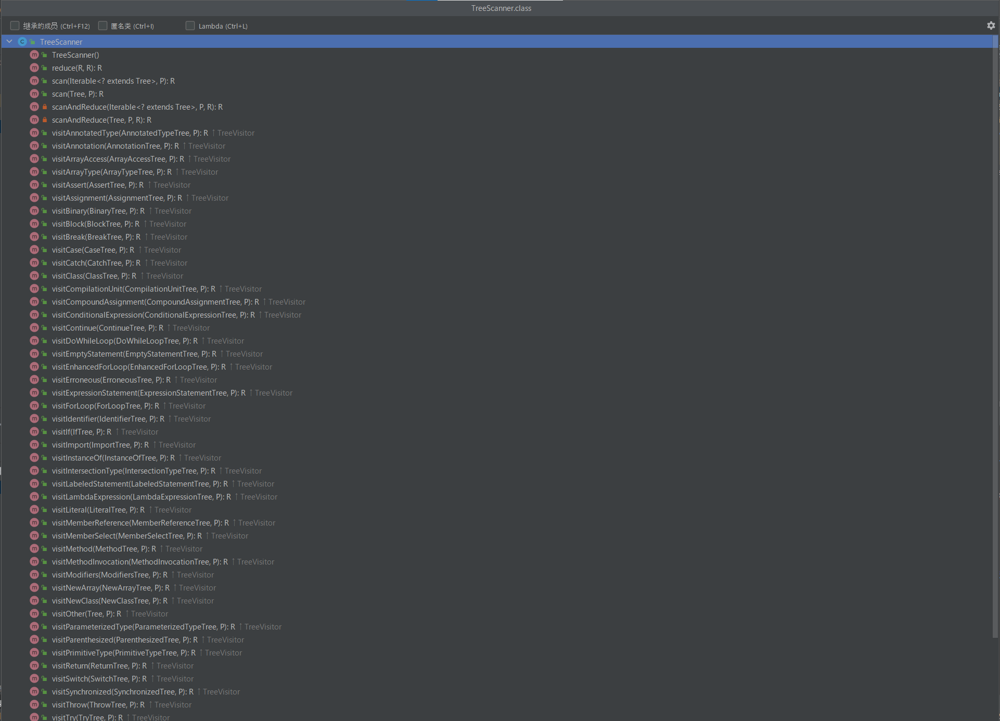 TreeScanner.class
继承的成员 (Ctrl+F12) 匿名类 (Ctrl+I) Lambda (Ctrl+L)
TreeScanner
TreeScanner()
reduce(R, R): R
scan(Iterable<? extends Tree>, P): R
scan(Tree, P): R
scanAndReduce(Iterable<? extends Tree>, P, R): R
scanAndReduce(Tree, P, R): R
visitAnnotatedType(AnnotatedTypeTree, P): R ↑TreeVisitor
visitAnnotation(AnnotationTree, P): R ↑TreeVisitor
visitArrayAccess(ArrayAccessTree, P): R ↑TreeVisitor
visitArrayType(ArrayTypeTree, P): R ↑TreeVisitor
visitAssert(AssertTree, P): R ↑TreeVisitor
visitAssignment(AssignmentTree, P): R ↑TreeVisitor
visitBinary(BinaryTree, P): R ↑TreeVisitor
visitBlock(BlockTree, P): R ↑TreeVisitor
visitBreak(BreakTree, P): R ↑TreeVisitor
visitCase(CaseTree, P): R ↑TreeVisitor
visitCatch(CatchTree, P): R ↑TreeVisitor
visitClass(ClassTree, P): R ↑TreeVisitor
visitCompilationUnit(CompilationUnitTree, P): R ↑TreeVisitor
visitCompoundAssignment(CompoundAssignmentTree, P): R ↑TreeVisitor
visitConditionalExpression(ConditionalExpressionTree, P): R ↑TreeVisitor
visitContinue(ContinueTree, P): R ↑TreeVisitor
visitDoWhileLoop(DoWhileLoopTree, P): R ↑TreeVisitor
visitEmptyStatement(EmptyStatementTree, P): R ↑TreeVisitor
visitEnhancedForLoop(EnhancedForLoopTree, P): R ↑TreeVisitor
visitErroneous(ErroneousTree, P): R ↑TreeVisitor
visitExpressionStatement(ExpressionStatementTree, P): R ↑TreeVisitor
visitForLoop(ForLoopTree, P): R ↑TreeVisitor
visitIdentifier(IdentifierTree, P): R ↑TreeVisitor
visitIf(IfTree, P): R ↑TreeVisitor
visitImport(ImportTree, P): R ↑TreeVisitor
visitInstanceOf(InstanceOfTree, P): R ↑TreeVisitor
visitIntersectionType(IntersectionTypeTree, P): R ↑TreeVisitor
visitLabeledStatement(LabeledStatementTree, P): R ↑TreeVisitor
visitLambdaExpression(LambdaExpressionTree, P): R ↑TreeVisitor
visitLiteral(LiteralTree, P): R ↑TreeVisitor
visitMemberReference(MemberReferenceTree, P): R ↑TreeVisitor
visitMemberSelect(MemberSelectTree, P): R ↑TreeVisitor
visitMethod(MethodTree, P): R ↑TreeVisitor
visitMethodInvocation(MethodInvocationTree, P): R ↑TreeVisitor
visitModifiers(ModifiersTree, P): R ↑TreeVisitor
visitNewArray(NewArrayTree, P): R ↑TreeVisitor
visitNewClass(NewClassTree, P): R ↑TreeVisitor
visitOther(Tree, P): R ↑TreeVisitor
visitParameterizedType(ParameterizedTypeTree, P): R ↑TreeVisitor
visitParenthesized(ParenthesizedTree, P): R ↑TreeVisitor
visitPrimitiveType(PrimitiveTypeTree, P): R ↑TreeVisitor
visitReturn(ReturnTree, P): R ↑TreeVisitor
visitSwitch(SwitchTree, P): R ↑TreeVisitor
visitSynchronized(SynchronizedTree, P): R ↑TreeVisitor
visitThrow(ThrowTree, P): R ↑TreeVisitor
visitTry(TryTree, P): R ↑TreeVisitor